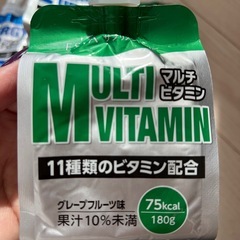 MULTI
マルチ
ビタミン
VITAMIN
11種類のビタミン配合
グレープフルーツ味
果汁10%未満
75kcal
180g